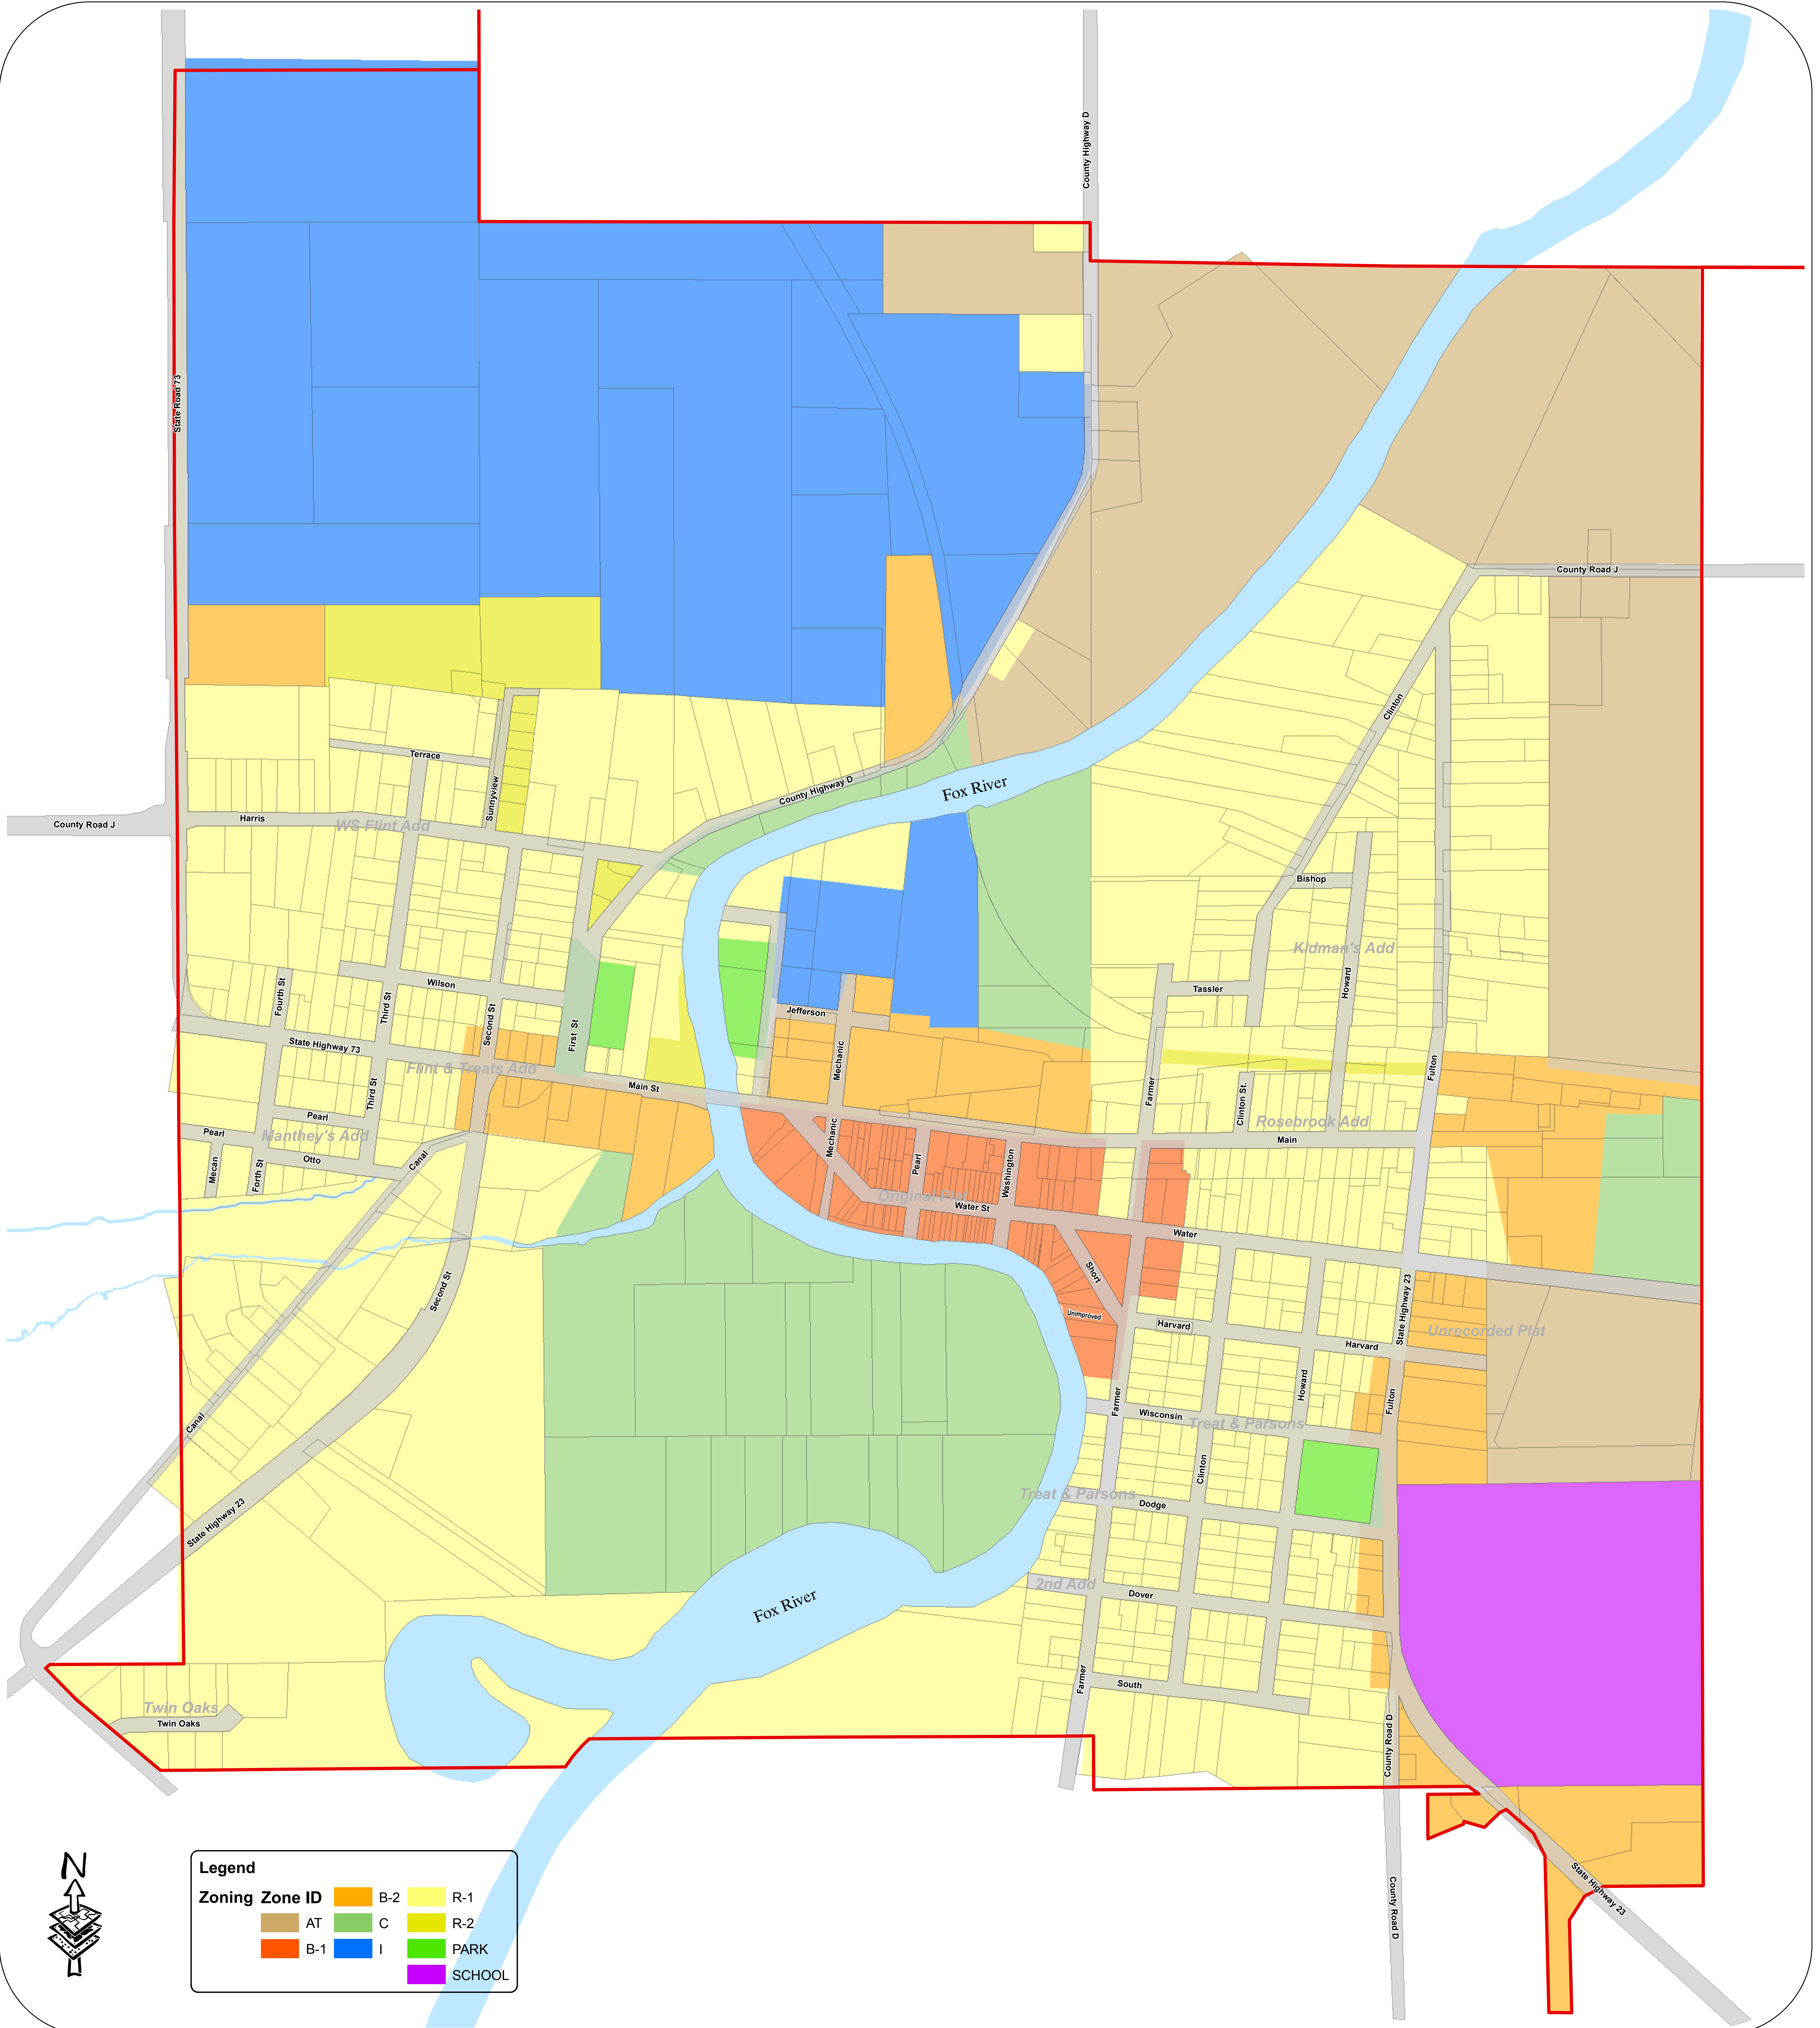 County Highway D
State Road 73
County Road J
Clinton
Terrace
Sunnyview
County Highway D
Fox River
Harris
WS Flint Add
County Road J
Bishop
Kidman's Add
Howard
Tassler
Wilson
Fourth St
Third St
Second St
First St
Jefferson
Mechanic
State Highway 73
Flint & Treats Add
Main St
Fulton
Farmer
Clinton St.
Third St
Pearl
Rosebrook Add
Main
Pearl
Manthey's Add
Otto
Mecan
Forth St
Canal
Mechanic
Pearl
Washington
Original Plat
Water St
Water
Short
Second St
Unimproved
Harvard
Harvard
State Highway 23
Unrecorded Plat
Howard
Fulton
Farmer
Wisconsin
Treat & Parsons
Canal
Clinton
Treat & Parsons
Dodge
State Highway 23
Fox River
2nd Add
Dover
Farmer
South
Twin Oaks
Twin Oaks
County Road D
State Highway 23
County Road D
N
Legend
Zoning Zone ID
B-2
R-1
AT
C
R-2
B-1
I
PARK
SCHOOL